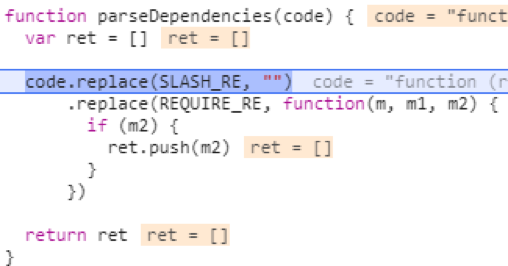 function parseDependencies(code) { code = "funct
var ret = [] ret = []
code.replace(SLASH_RE, "") code = "function (r
.replace(REQUIRE_RE, function(m, m1, m2) {
if (m2) {
ret.push(m2) ret = []
}
})
return ret ret = []
}